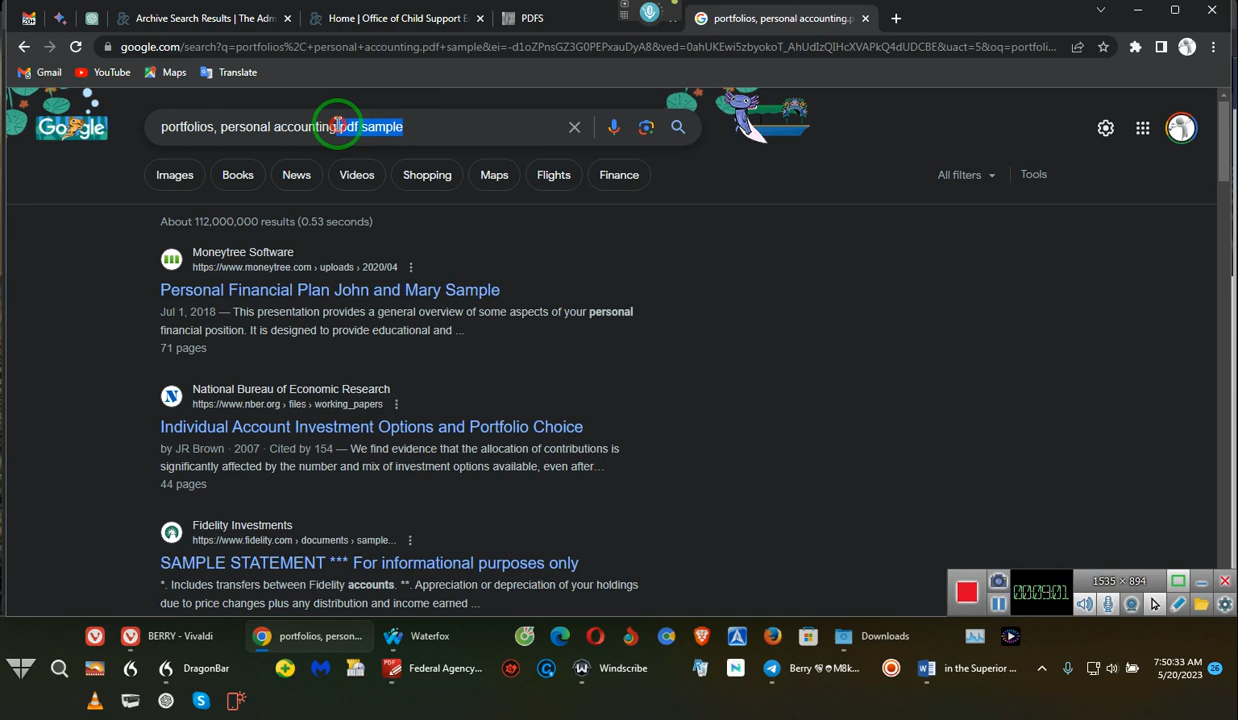 20+
Archive Search Results | The Adm
Home | Office of Child Support E
PDFS
portfolios, personal accounting.p
google.com/search?q=portfolios%2C+personal+accounting.pdf+sample&ei=-d1oZPnsGZ3G0PEPxauDyA8&ved=0ahUKEwi5zbyokoT_AhUdIzQIHcXVAPkQ4dUDCBE&uact=5&oq=portfoli...
Gmail
YouTube
Maps
Translate
Google
portfolios, personal accounting.pdf sample
Images
Books
News
Videos
Shopping
Maps
Flights
Finance
All filters
Tools
About 112,000,000 results (0.53 seconds)
Moneytree Software
https://www.moneytree.com › uploads › 2020/04
Personal Financial Plan John and Mary Sample
Jul 1, 2018 — This presentation provides a general overview of some aspects of your personal
financial position. It is designed to provide educational and ...
71 pages
National Bureau of Economic Research
https://www.nber.org › files › working_papers
Individual Account Investment Options and Portfolio Choice
by JR Brown · 2007 · Cited by 154 — We find evidence that the allocation of contributions is
significantly affected by the number and mix of investment options available, even after...
44 pages
Fidelity Investments
https://www.fidelity.com › documents › sample...
SAMPLE STATEMENT *** For informational purposes only
*. Includes transfers between Fidelity accounts. **. Appreciation or depreciation of your holdings
due to price changes plus any distribution and income earned ...
00:09:01
1535 × 894
BERRY - Vivaldi
portfolios, person...
Waterfox
Downloads
DragonBar
Federal Agency...
Windscribe
Berry
M8k...
in the Superior ...
7:50:33 AM
5/20/2023
26